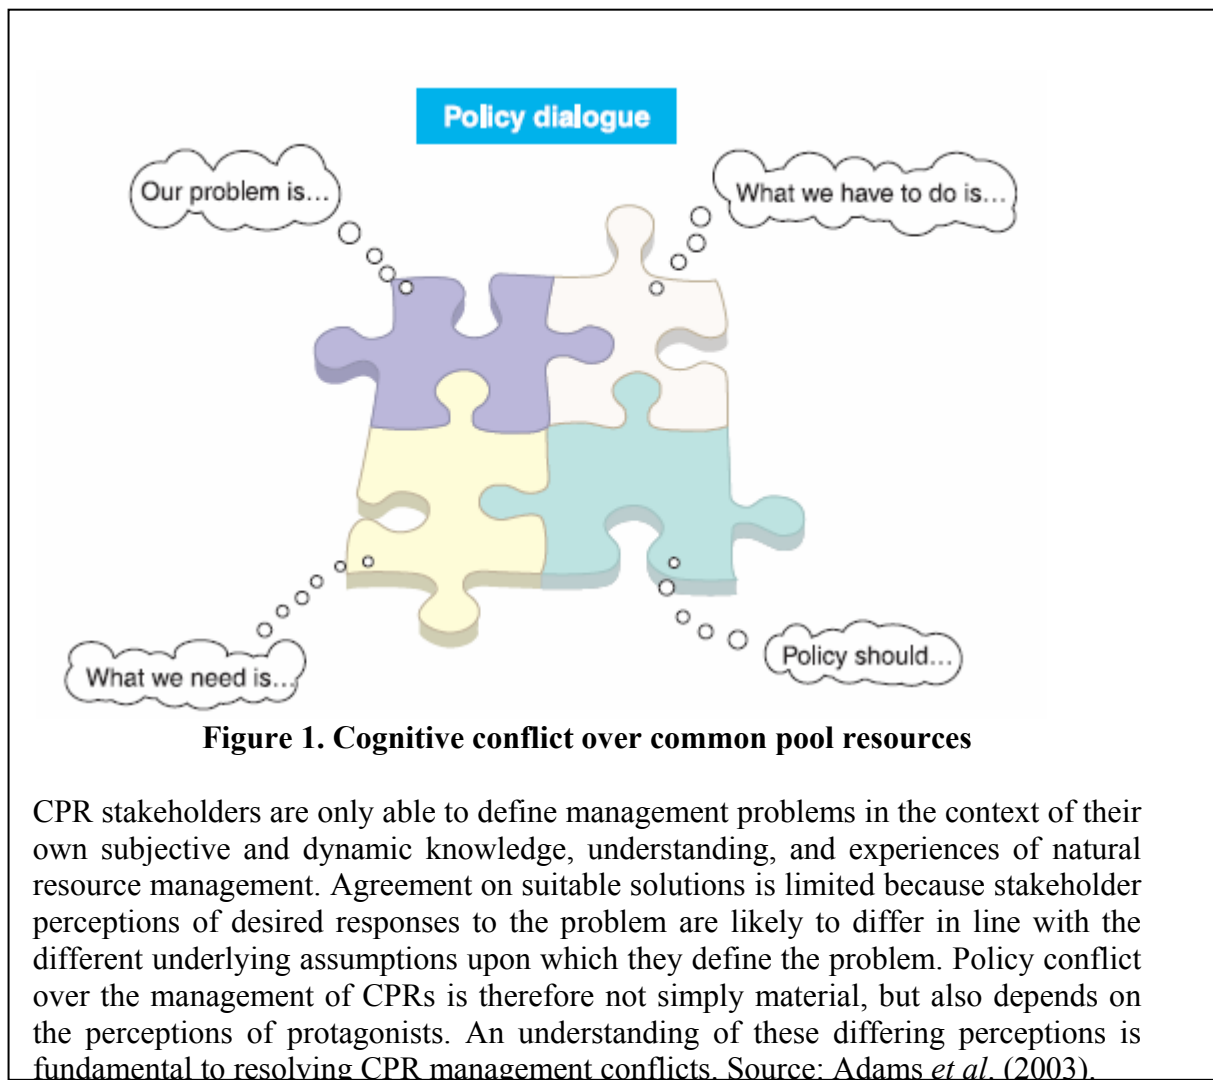 Policy dialogue
Our problem is...
What we have to do is...
What we need is...
Policy should...
Figure 1. Cognitive conflict over common pool resources
CPR stakeholders are only able to define management problems in the context of their
own subjective and dynamic knowledge, understanding, and experiences of natural
resource management. Agreement on suitable solutions is limited because stakeholder
perceptions of desired responses to the problem are likely to differ in line with the
different underlying assumptions upon which they define the problem. Policy conflict
over the management of CPRs is therefore not simply material, but also depends on
the perceptions of protagonists. An understanding of these differing perceptions is
fundamental to resolving CPR management conflicts. Source: Adams et al. (2003).